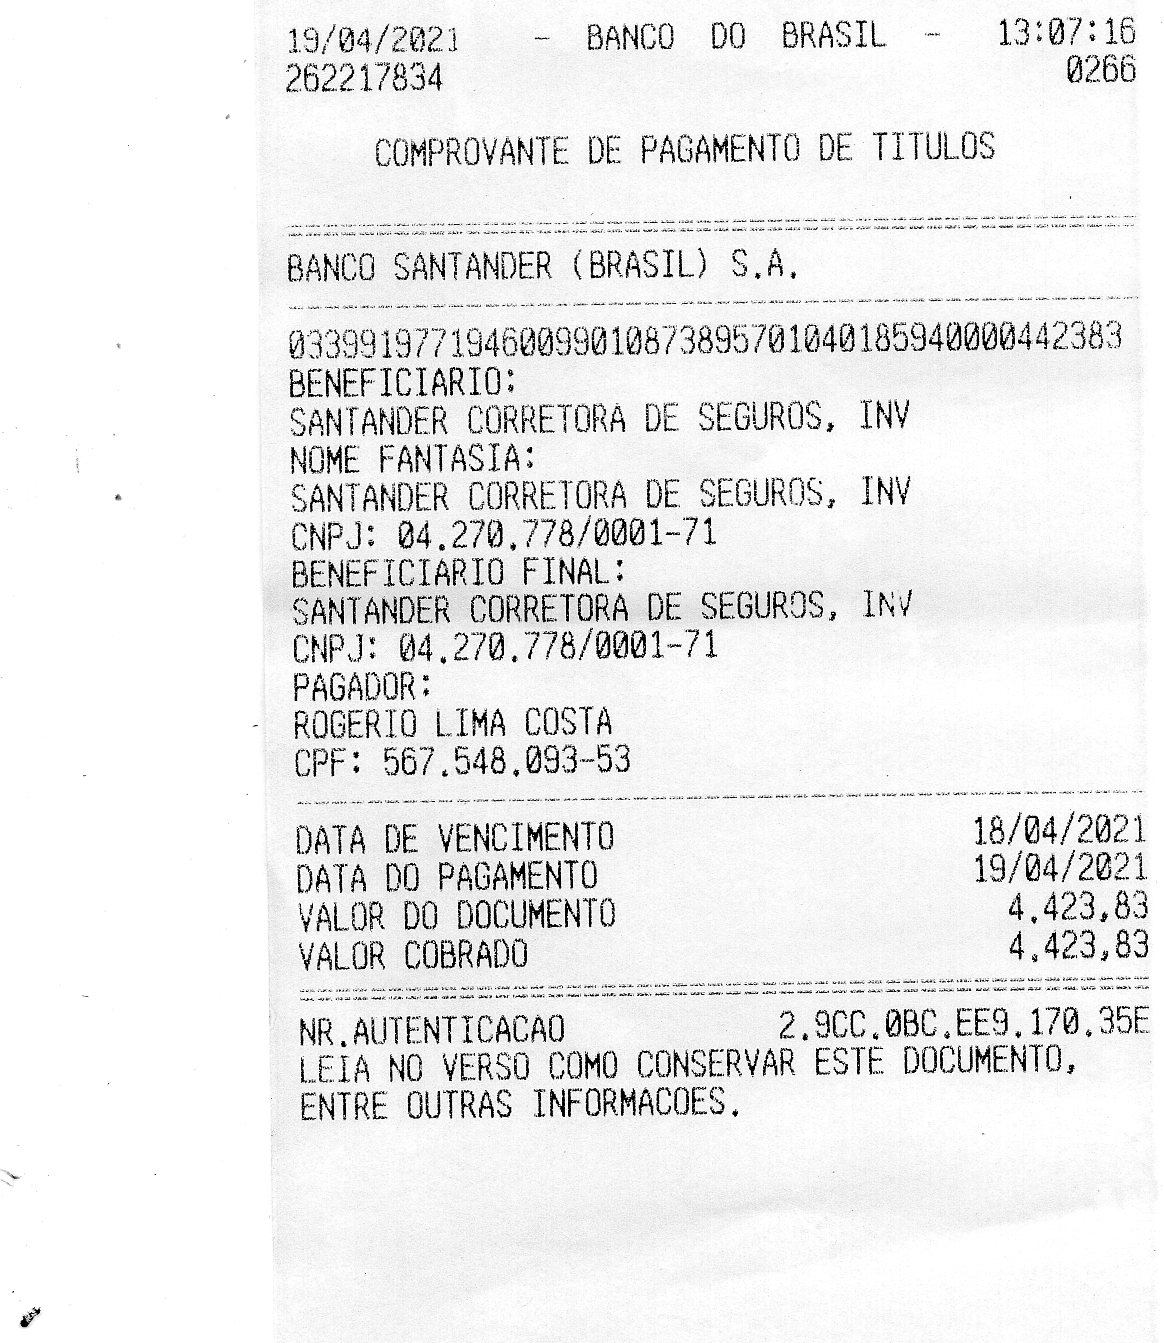 19/04/2021 - BANCO DO BRASIL - 13:07:16
262217834 0266
COMPROVANTE DE PAGAMENTO DE TITULOS
BANCO SANTANDER (BRASIL) S.A.
03399197719460099010873895701040185940000442383
BENEFICIARIO:
SANTANDER CORRETORA DE SEGUROS, INV
NOME FANTASIA:
SANTANDER CORRETORA DE SEGUROS, INV
CNPJ: 04.270.778/0001-71
BENEFICIARIO FINAL:
SANTANDER CORRETORA DE SEGUROS, INV
CNPJ: 04.270.778/0001-71
PAGADOR:
ROGERIO LIMA COSTA
CPF: 567.548.093-53
DATA DE VENCIMENTO 18/04/2021
DATA DO PAGAMENTO 19/04/2021
VALOR DO DOCUMENTO 4.423,83
VALOR COBRADO 4.423,83
NR.AUTENTICACAO 2.9CC.0BC.EE9.170.35E
LEIA NO VERSO COMO CONSERVAR ESTE DOCUMENTO,
ENTRE OUTRAS INFORMACOES.